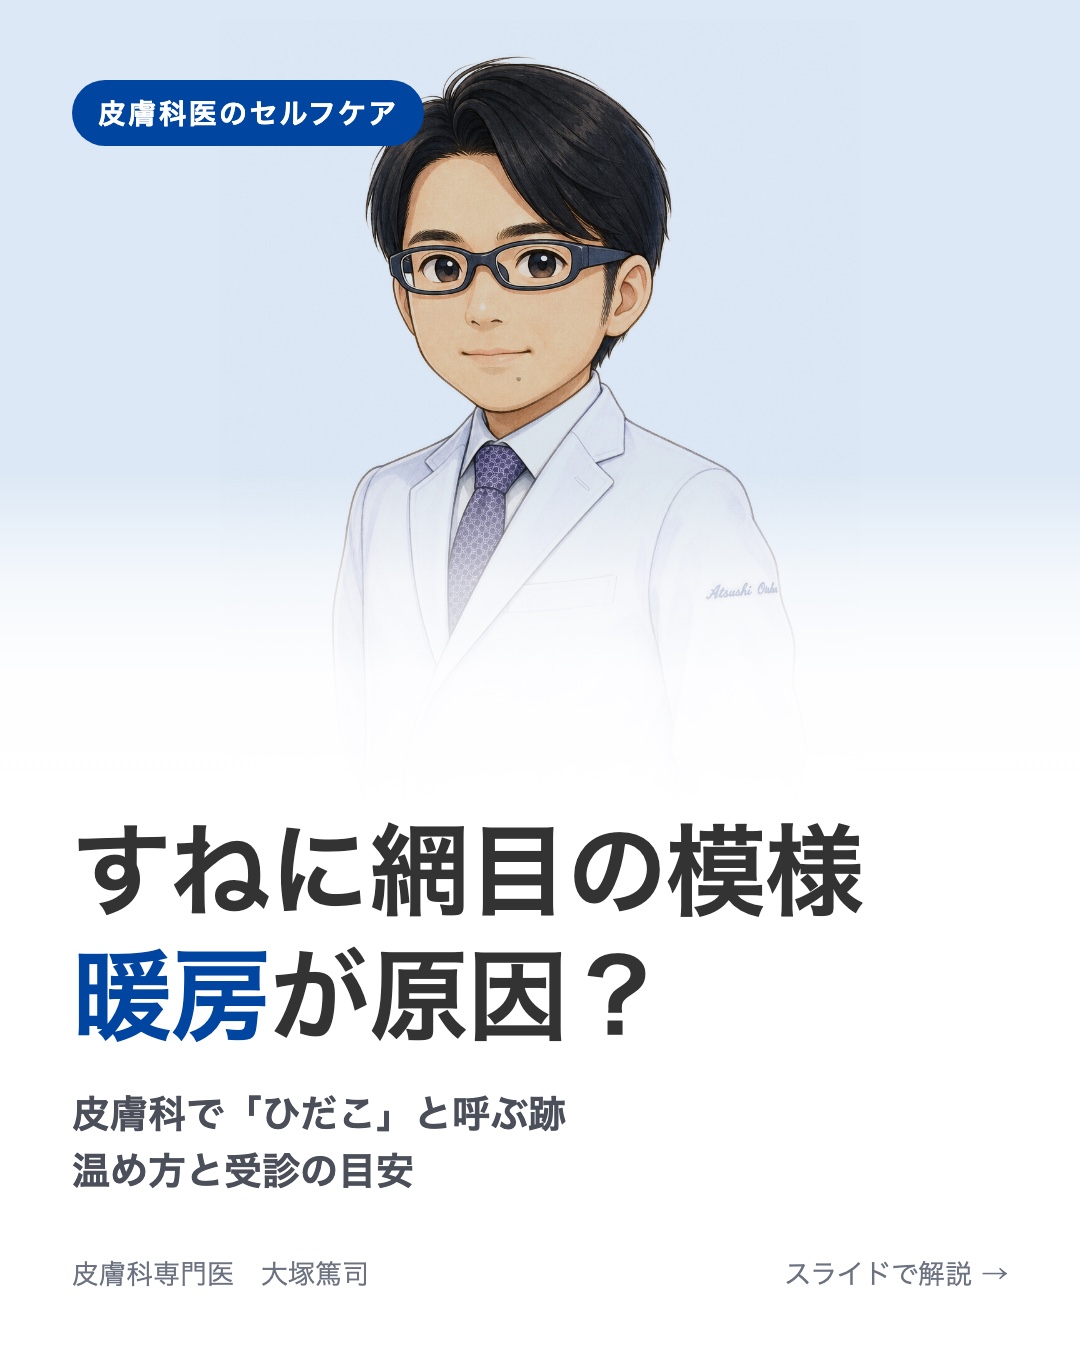 皮膚科医のセルフケア
Atsushi
すねに網目の模様
暖房が原因？
皮膚科で「ひだこ」と呼ぶ跡
温め方と受診の目安
皮膚科専門医　大塚篤司
スライドで解説 →